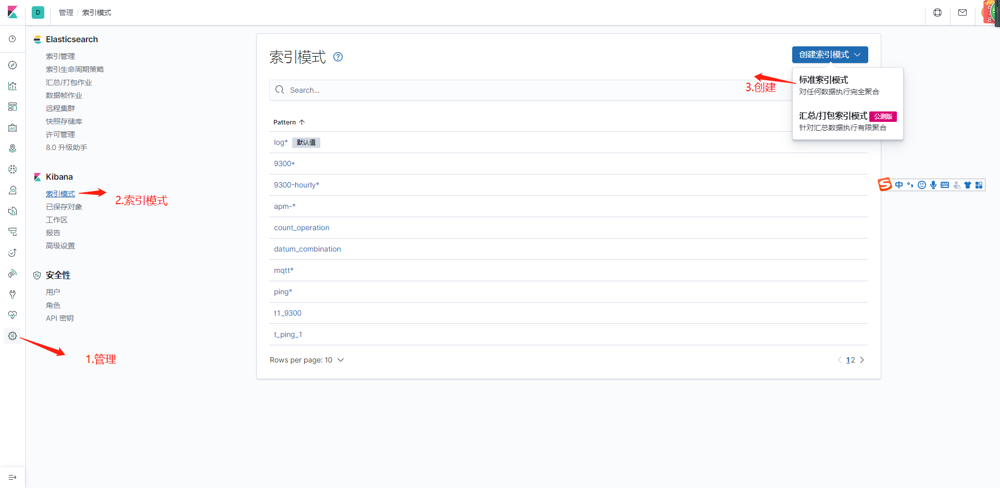 D
管理 / 索引模式
Elasticsearch
索引管理
索引生命周期策略
汇总/打包作业
数据帧作业
远程集群
快照存储库
许可管理
8.0 升级助手
Kibana
索引模式
2.索引模式
已保存对象
工作区
报告
高级设置
安全性
用户
角色
API 密钥
1.管理
索引模式
创建索引模式
Search...
3.创建
标准索引模式
对任何数据执行完全聚合
汇总/打包索引模式 公测版
针对汇总数据执行有限聚合
Pattern
log* 默认值
9300*
9300-hourly*
apm-*
count_operation
datum_combination
mqtt*
ping*
t1_9300
t_ping_1
Rows per page: 10
1 2
中